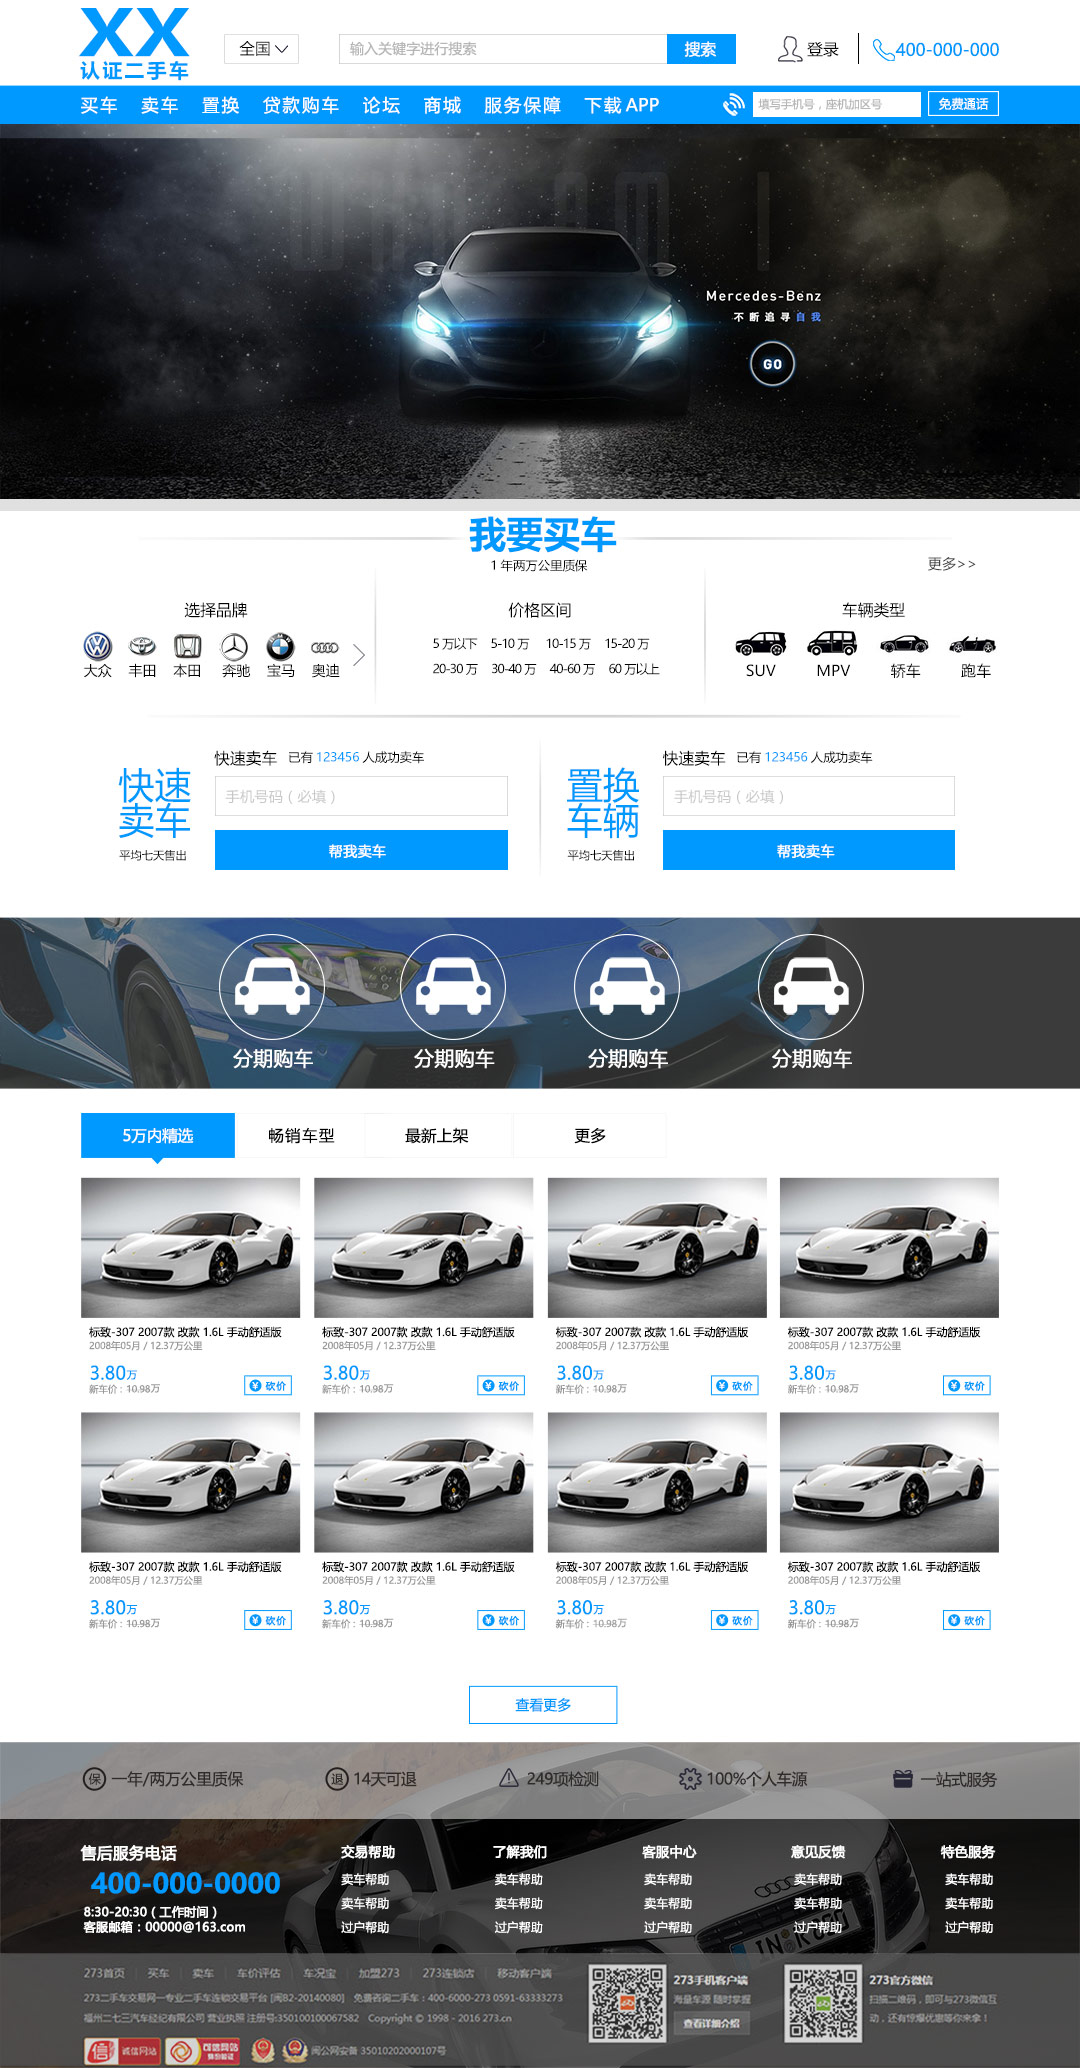 XX
认证二手车
全国
输入关键字进行搜索
搜索
登录
400-000-000
买车 卖车 置换 贷款购车 论坛 商城 服务保障 下载 APP
填写手机号，座机加区号
免费通话
Mercedes-Benz
不断追寻自我
GO
我要买车
1 年两万公里质保
更多>>
选择品牌
大众 丰田 本田 奔驰 宝马 奥迪
价格区间
5 万以下 5-10 万 10-15 万 15-20 万
20-30 万 30-40 万 40-60 万 60 万以上
车辆类型
SUV MPV 轿车 跑车
快速
卖车
平均七天售出
快速卖车 已有 123456 人成功卖车
手机号码（必填）
帮我卖车
置换
车辆
平均七天售出
快速卖车 已有 123456 人成功卖车
手机号码（必填）
帮我卖车
分期购车 分期购车 分期购车 分期购车
5万内精选 畅销车型 最新上架 更多
标致-307 2007款 改款 1.6L 手动舒适版
2008年05月 / 12.37万公里
3.80万
新车价：10.98万
砍价
标致-307 2007款 改款 1.6L 手动舒适版
2008年05月 / 12.37万公里
3.80万
新车价：10.98万
砍价
标致-307 2007款 改款 1.6L 手动舒适版
2008年05月 / 12.37万公里
3.80万
新车价：10.98万
砍价
标致-307 2007款 改款 1.6L 手动舒适版
2008年05月 / 12.37万公里
3.80万
新车价：10.98万
砍价
标致-307 2007款 改款 1.6L 手动舒适版
2008年05月 / 12.37万公里
3.80万
新车价：10.98万
砍价
标致-307 2007款 改款 1.6L 手动舒适版
2008年05月 / 12.37万公里
3.80万
新车价：10.98万
砍价
标致-307 2007款 改款 1.6L 手动舒适版
2008年05月 / 12.37万公里
3.80万
新车价：10.98万
砍价
标致-307 2007款 改款 1.6L 手动舒适版
2008年05月 / 12.37万公里
3.80万
新车价：10.98万
砍价
查看更多
保 一年/两万公里质保 退 14天可退 249项检测 100%个人车源 一站式服务
售后服务电话
400-000-0000
8:30-20:30（工作时间）
客服邮箱：00000@163.com
交易帮助
卖车帮助
卖车帮助
过户帮助
了解我们
卖车帮助
卖车帮助
过户帮助
客服中心
卖车帮助
卖车帮助
过户帮助
意见反馈
卖车帮助
卖车帮助
过户帮助
特色服务
卖车帮助
卖车帮助
过户帮助
273首页 买车 卖车 车价评估 车况宝 加盟273 273连锁店 移动客户端
273二手车交易网—专业二手车连锁交易平台 [闽B2-20140080] 免费咨询二手车：400-6000-273 0591-63333273
福州二七三汽车经纪有限公司 营业执照 注册号:350100100067582 Copyright © 1998 - 2016 273.cn
信 诚信网站 可信网站 身份验证 闽公网安备 35010202000107号
273手机客户端
海量车源 随时掌握
查看详细介绍
273官方微信
扫描二维码，即可与273微信互
动，还有惊爆优惠等你来拿！